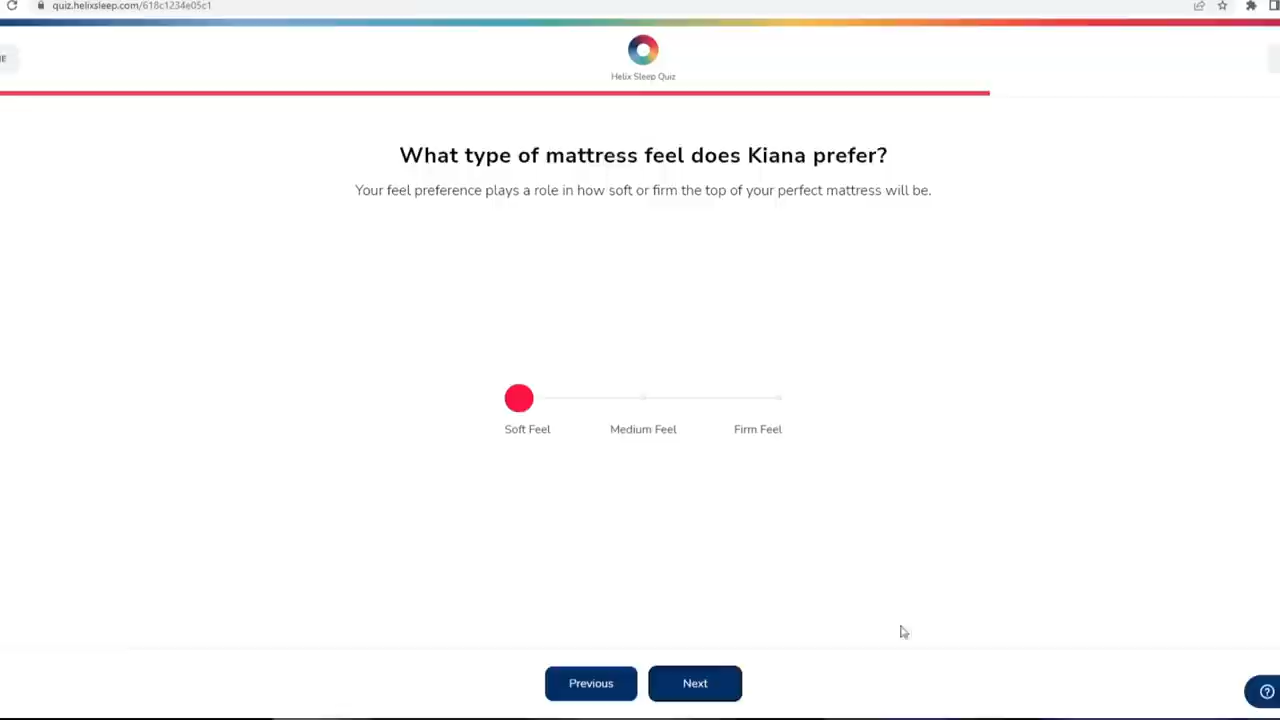 quiz.helixsleep.com/618c1234e05c1
Helix Sleep Quiz
What type of mattress feel does Kiana prefer?
Your feel preference plays a role in how soft or firm the top of your perfect mattress will be.
Soft Feel Medium Feel Firm Feel
Previous Next